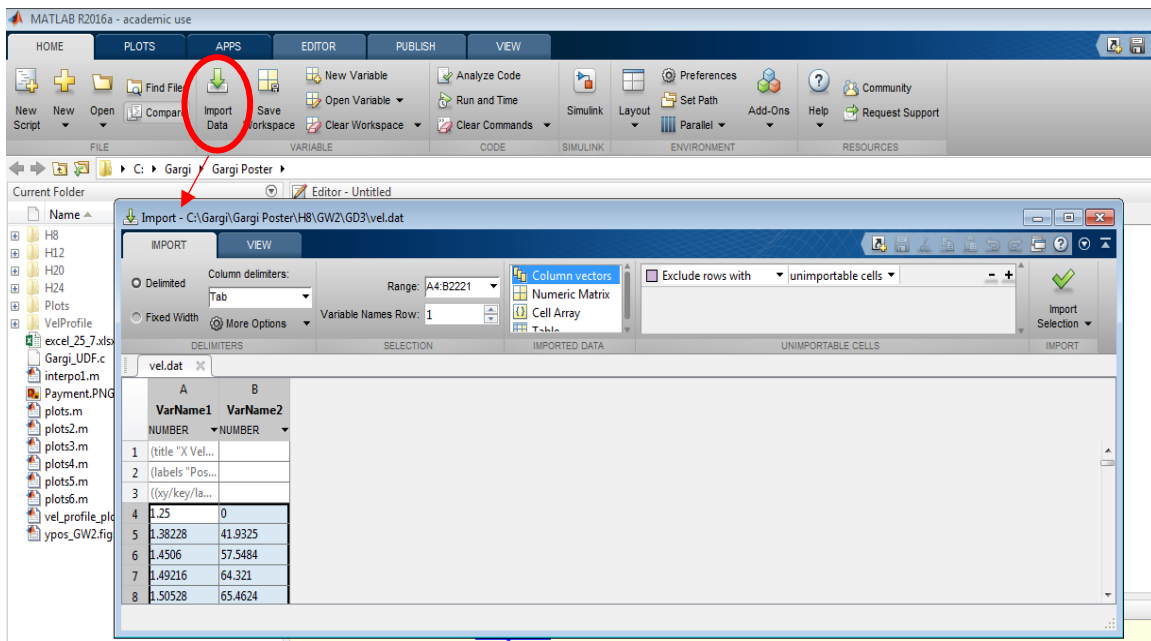 MATLAB R2016a - academic use
HOME PLOTS APPS EDITOR PUBLISH VIEW
New Script
New
Open
Find File
Compare
Import Data
Save Workspace
New Variable
Open Variable
Clear Workspace
Analyze Code
Run and Time
Clear Commands
Simulink
Layout
Preferences
Set Path
Parallel
Add-Ons
Help
Community
Request Support
FILE VARIABLE CODE SIMULINK ENVIRONMENT RESOURCES
C: Gargi Gargi Poster
Current Folder
Editor - Untitled
Name
H8
H12
H20
H24
Plots
VelProfile
excel_25_7.xls
Gargi_UDF.c
interpo1.m
Payment.PNG
plots.m
plots2.m
plots3.m
plots4.m
plots5.m
plots6.m
vel_profile_plo
ypos_GW2.fig
Import - C:\Gargi\Gargi Poster\H8\GW2\GD3\vel.dat
IMPORT VIEW
Delimited
Fixed Width
Column delimiters:
Tab
More Options
Range: A4:B2221
Variable Names Row: 1
Column vectors
Numeric Matrix
Cell Array
Table
Exclude rows with unimportable cells - +
Import Selection
DELIMITERS SELECTION IMPORTED DATA UNIMPORTABLE CELLS IMPORT
vel.dat
A B
VarName1 VarName2
NUMBER NUMBER
1 (title "X Vel...
2 (labels "Pos...
3 ((xy/key/la...
4 1.25 0
5 1.38228 41.9325
6 1.4506 57.5484
7 1.49216 64.321
8 1.50528 65.4624